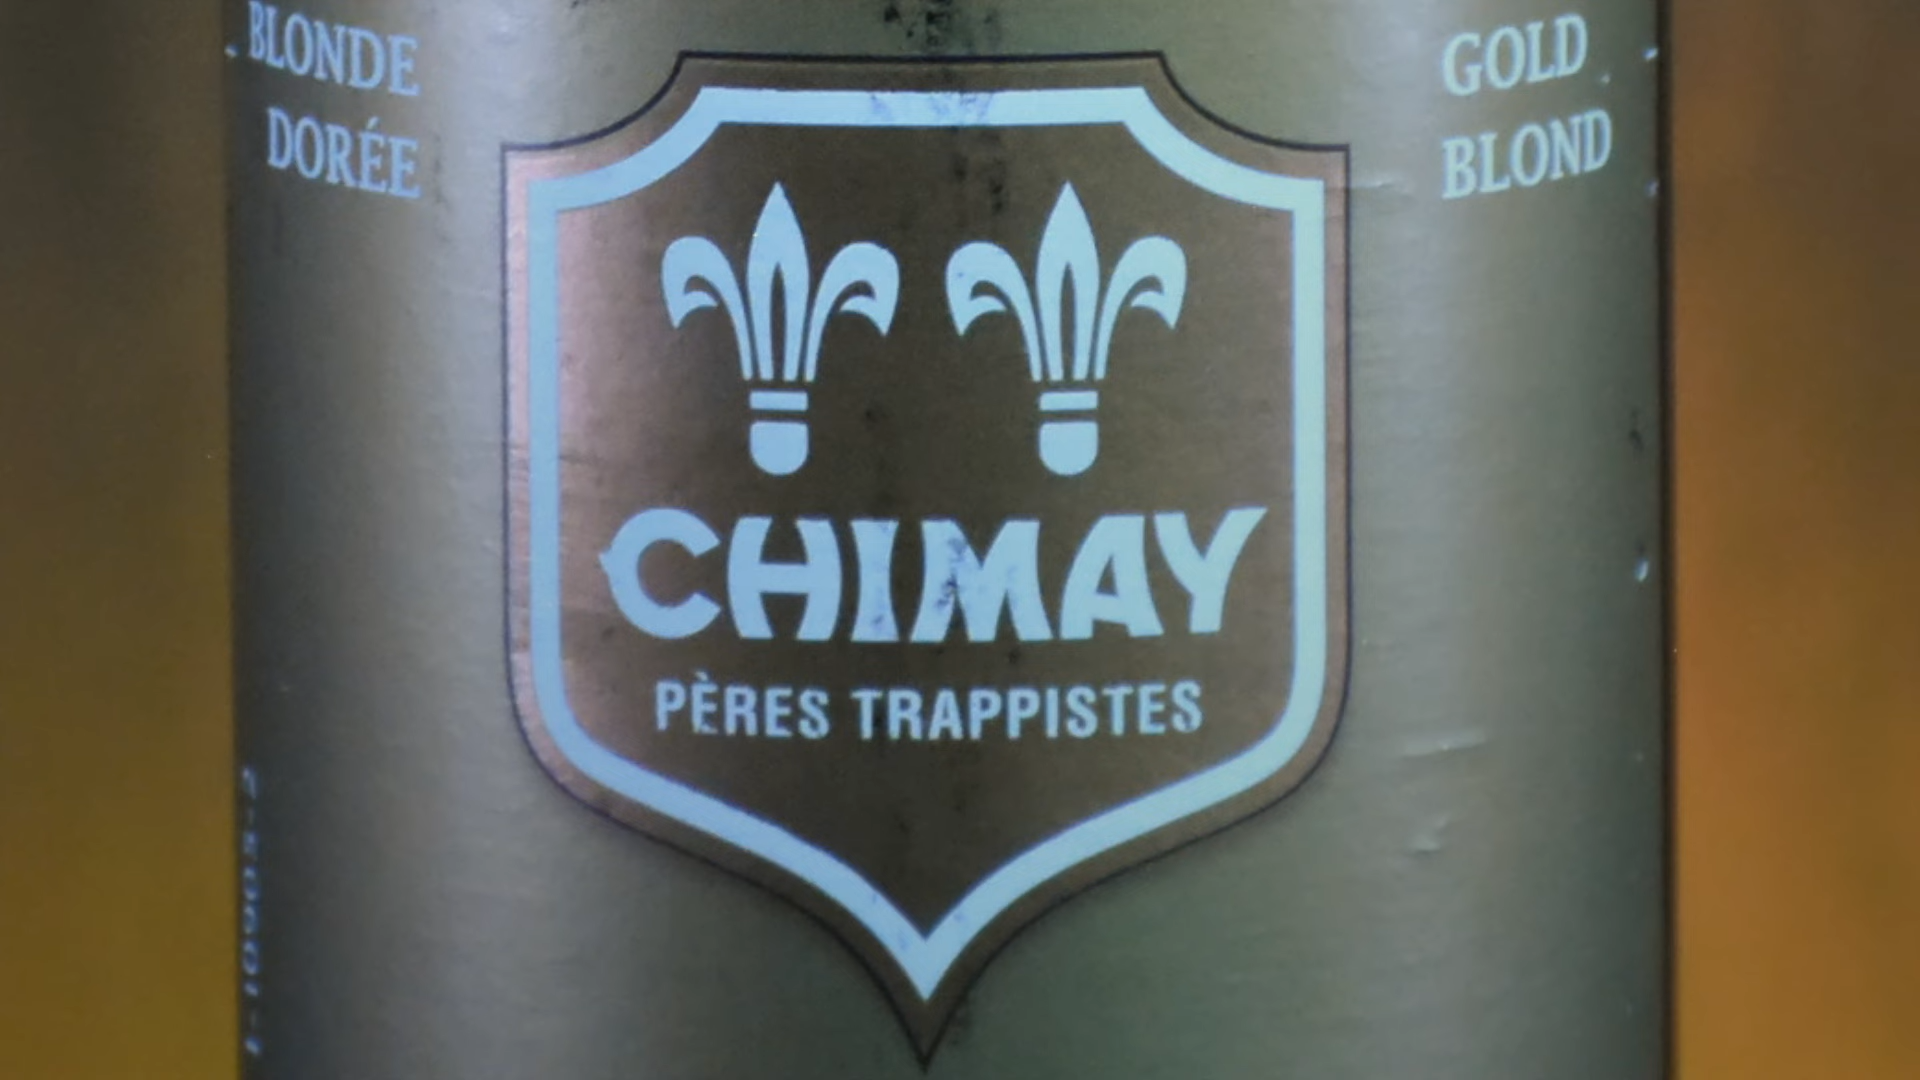 BLONDE
DORÉE
GOLD
BLOND
CHIMAY
PÈRES TRAPPISTES